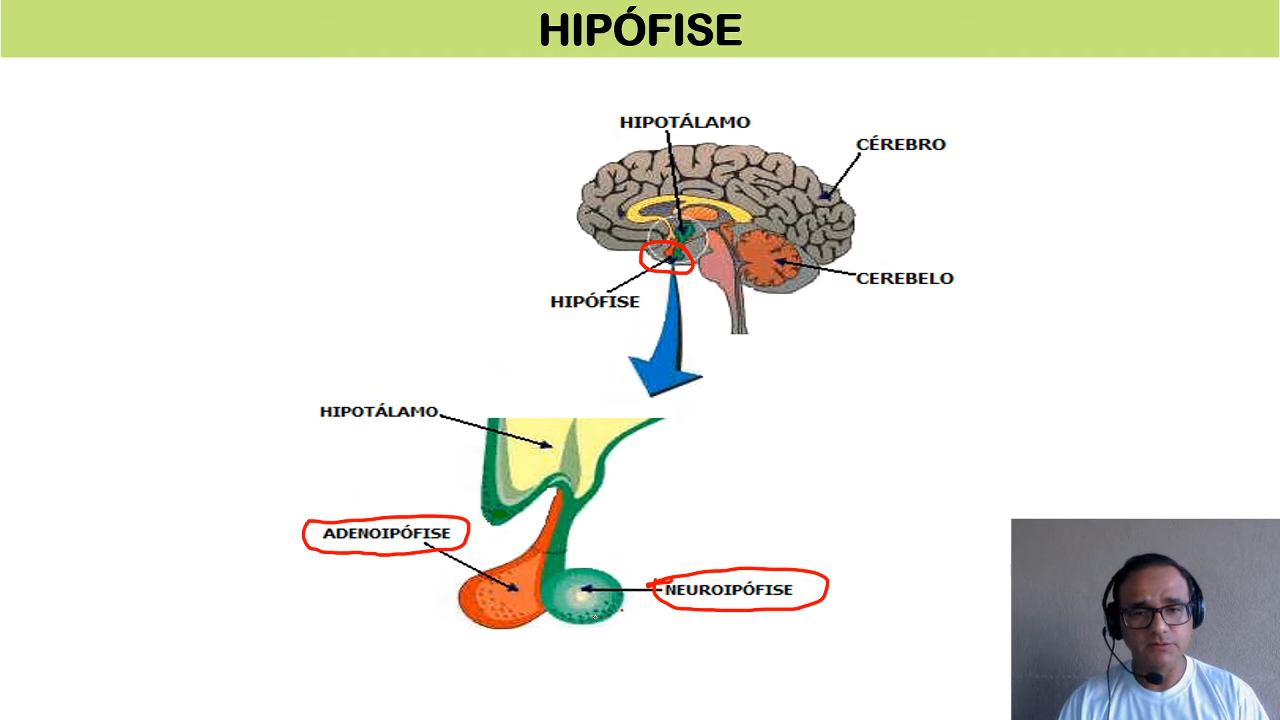 HIPÓFISE
HIPOTÁLAMO
CÉREBRO
CEREBELO
HIPÓFISE
HIPOTÁLAMO
ADENOIPÓFISE
NEUROIPÓFISE